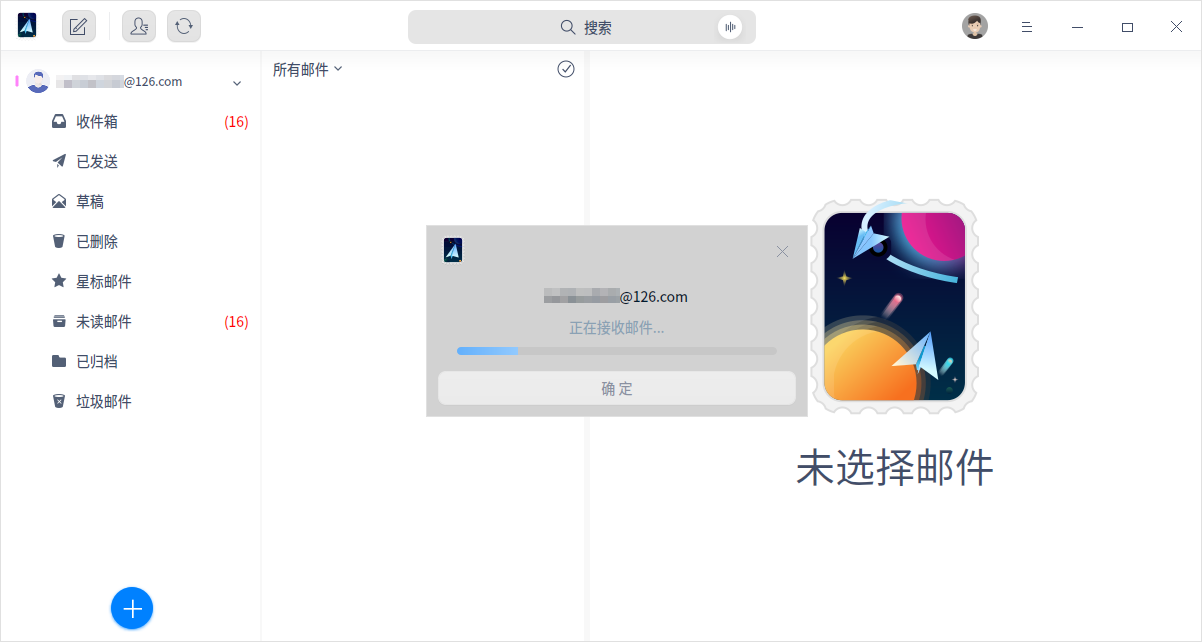 搜索
@126.com
收件箱 (16)
已发送
草稿
已删除
星标邮件
未读邮件 (16)
已归档
垃圾邮件
所有邮件
@126.com
正在接收邮件...
确 定
未选择邮件